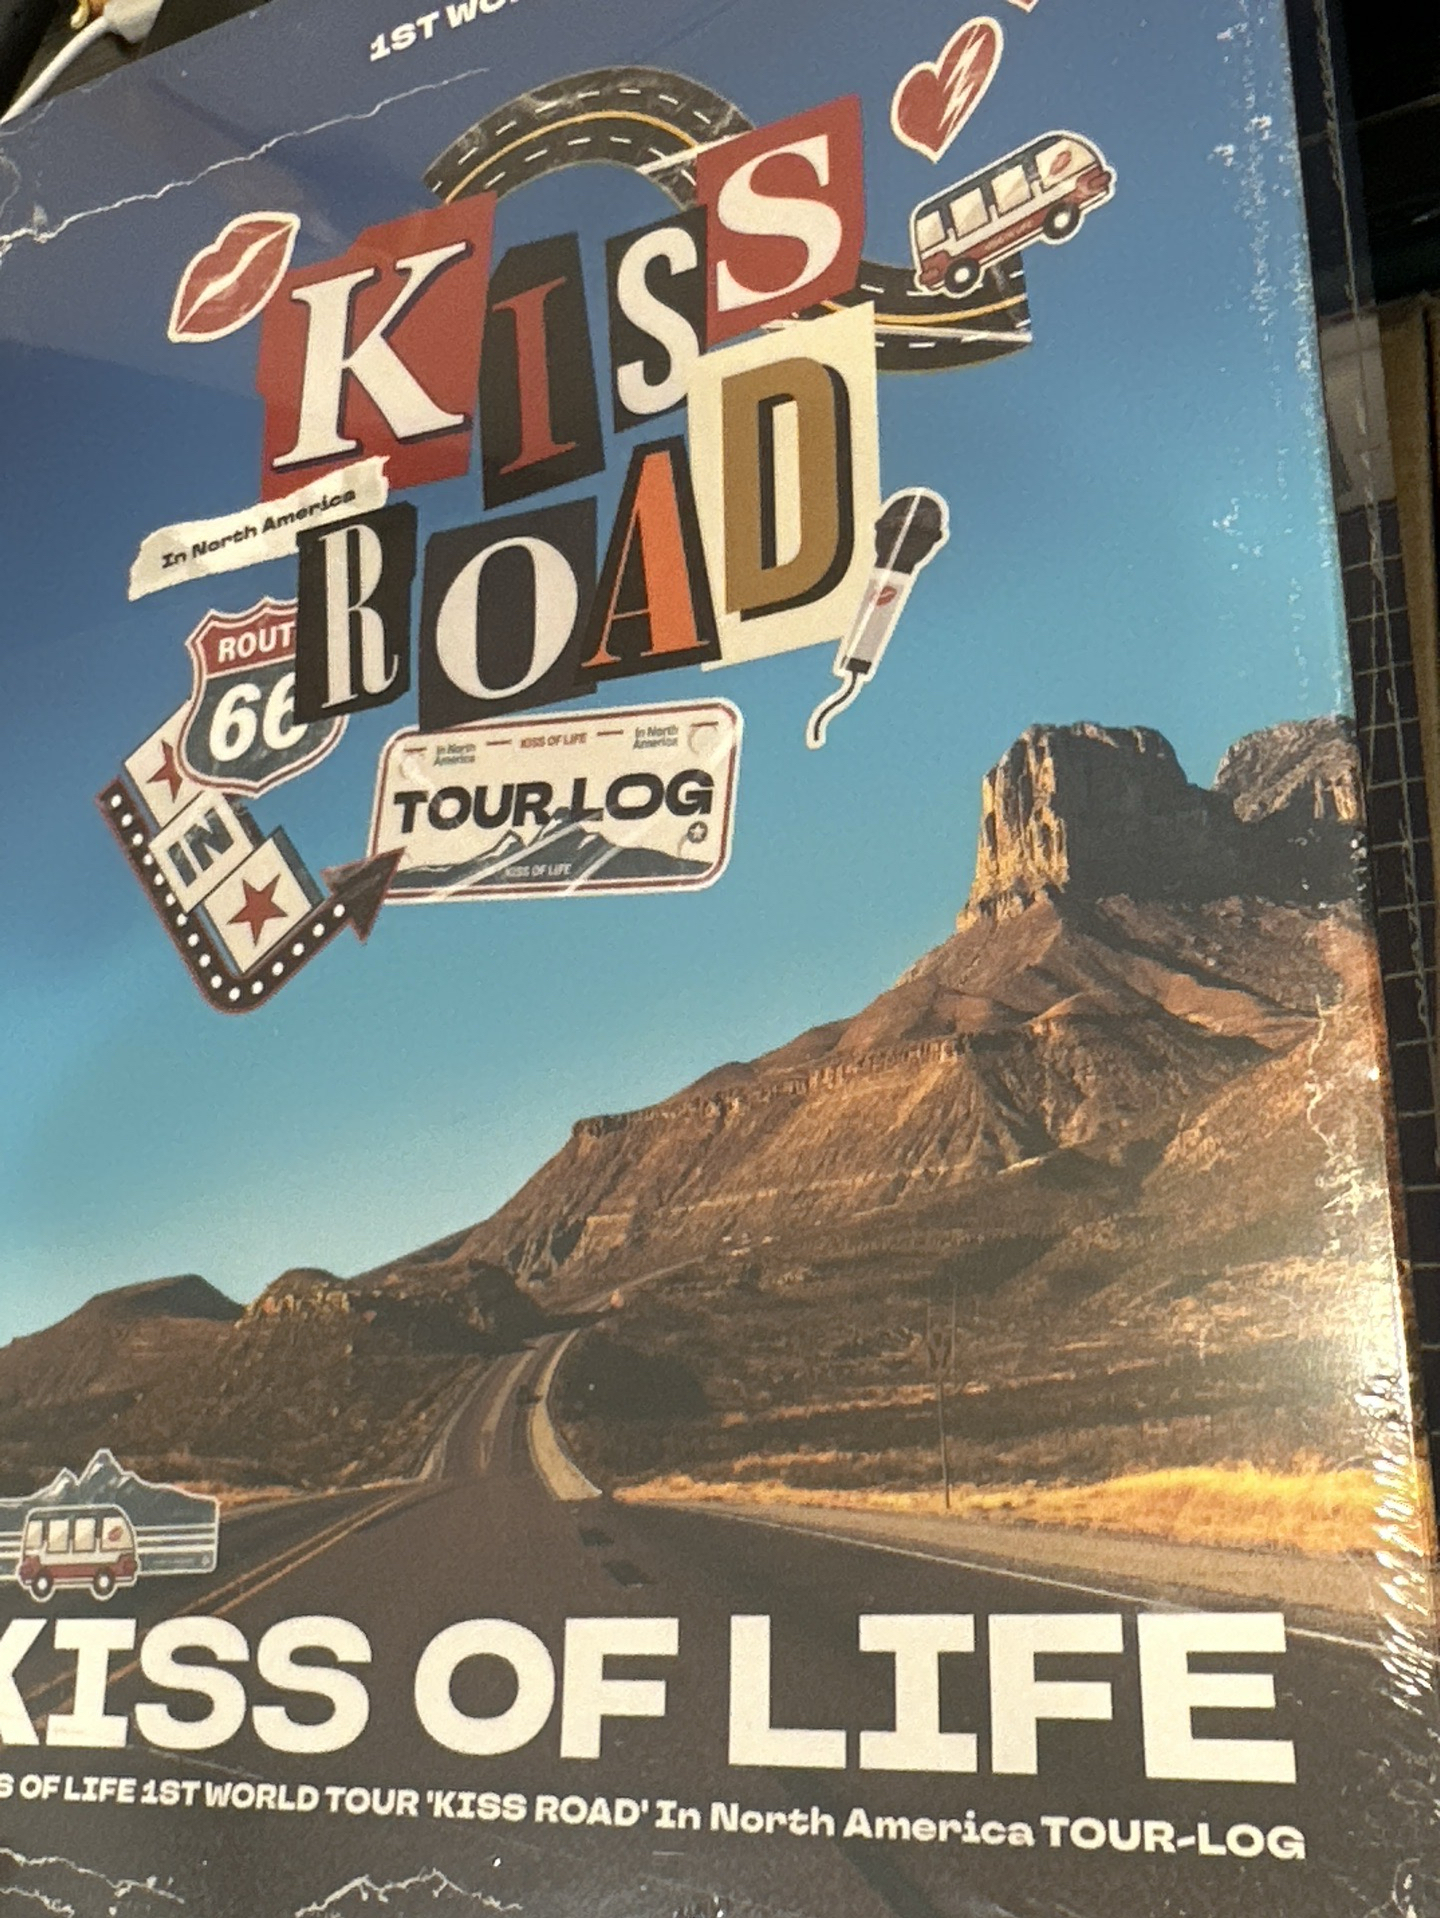 1ST
KISS
In North America
ROAD
ROUT
66
In North America
KISS OF LIFE
In North America
TOUR-LOG
KISS OF LIFE
IN
KISS OF LIFE
S OF LIFE 1ST WORLD TOUR 'KISS ROAD' In North America TOUR-LOG